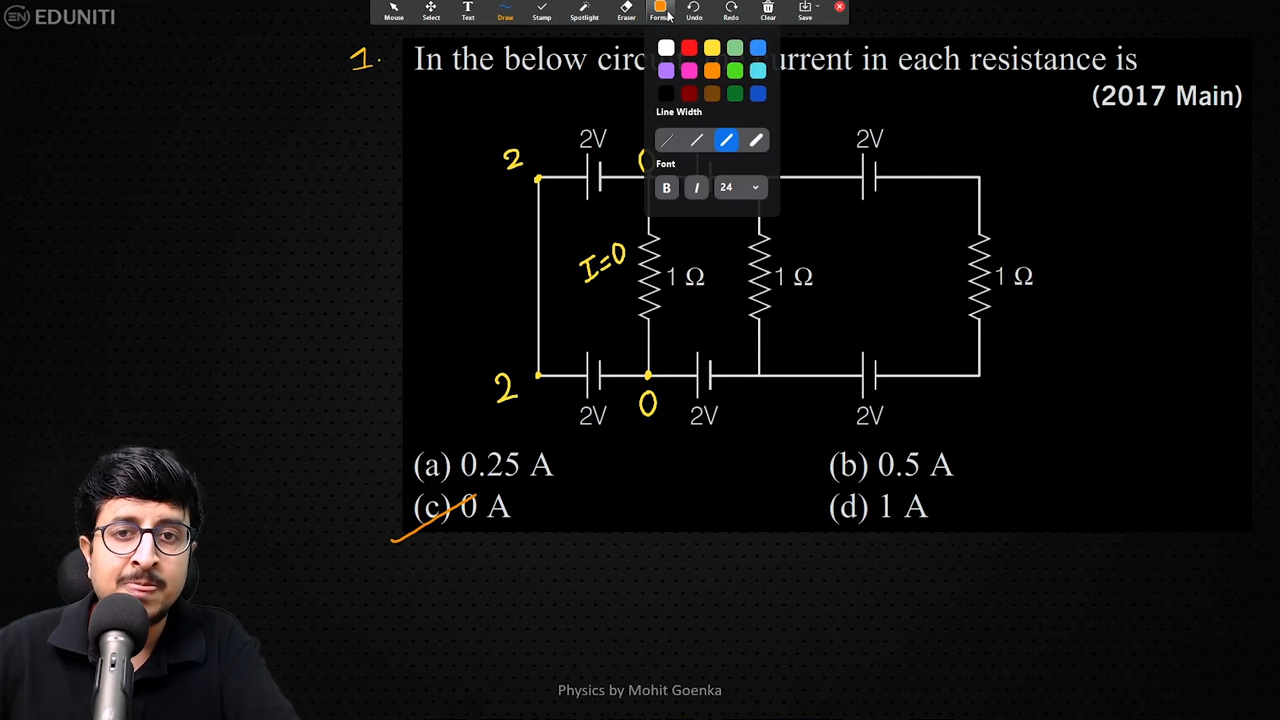 EDUNITI
Mouse Select Text Draw Stamp Spotlight Eraser Format Undo Redo Clear Save
1. In the below circ urrent in each resistance is
(2017 Main)
Line Width
Font
B I 24
2V 2V
2 0
I=0
1 Ω 1 Ω 1 Ω
2 0
2V 2V 2V
(a) 0.25 A (b) 0.5 A
(c) 0 A (d) 1 A
Physics by Mohit Goenka